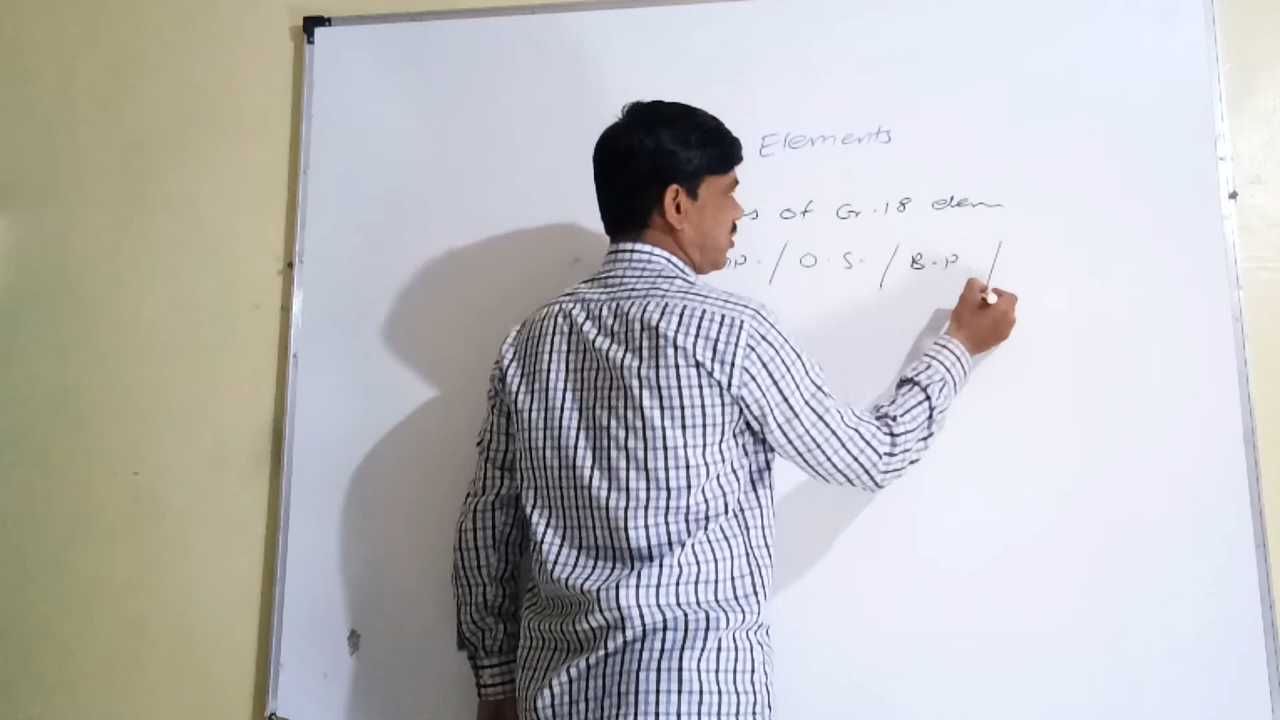 Elements
s of Gr.18 elem
p. / O.S. / B.P /